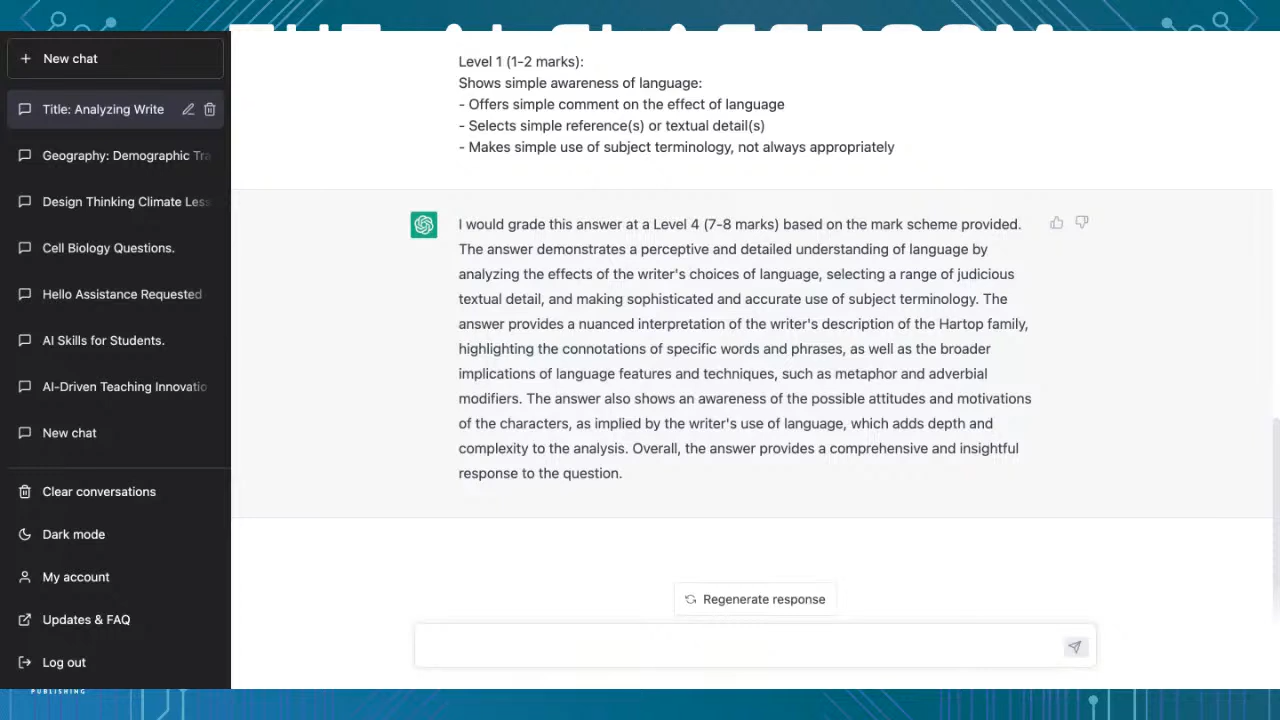 New chat
Title: Analyzing Write
Geography: Demographic Tra
Design Thinking Climate Less
Cell Biology Questions.
Hello Assistance Requested
AI Skills for Students.
AI-Driven Teaching Innovatio
New chat
Clear conversations
Dark mode
My account
Updates & FAQ
Log out
PUBLISHING
Level 1 (1-2 marks):
Shows simple awareness of language:
- Offers simple comment on the effect of language
- Selects simple reference(s) or textual detail(s)
- Makes simple use of subject terminology, not always appropriately
I would grade this answer at a Level 4 (7-8 marks) based on the mark scheme provided.
The answer demonstrates a perceptive and detailed understanding of language by
analyzing the effects of the writer's choices of language, selecting a range of judicious
textual detail, and making sophisticated and accurate use of subject terminology. The
answer provides a nuanced interpretation of the writer's description of the Hartop family,
highlighting the connotations of specific words and phrases, as well as the broader
implications of language features and techniques, such as metaphor and adverbial
modifiers. The answer also shows an awareness of the possible attitudes and motivations
of the characters, as implied by the writer's use of language, which adds depth and
complexity to the analysis. Overall, the answer provides a comprehensive and insightful
response to the question.
Regenerate response